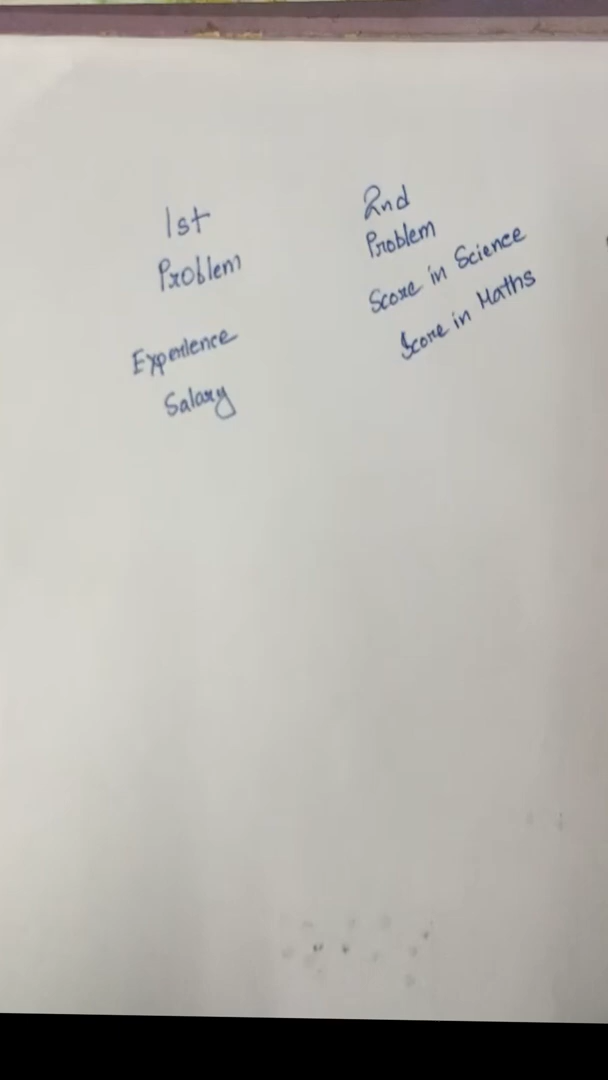 1st
Problem
Experience
Salary
2nd
Problem
Score in Science
Score in Maths